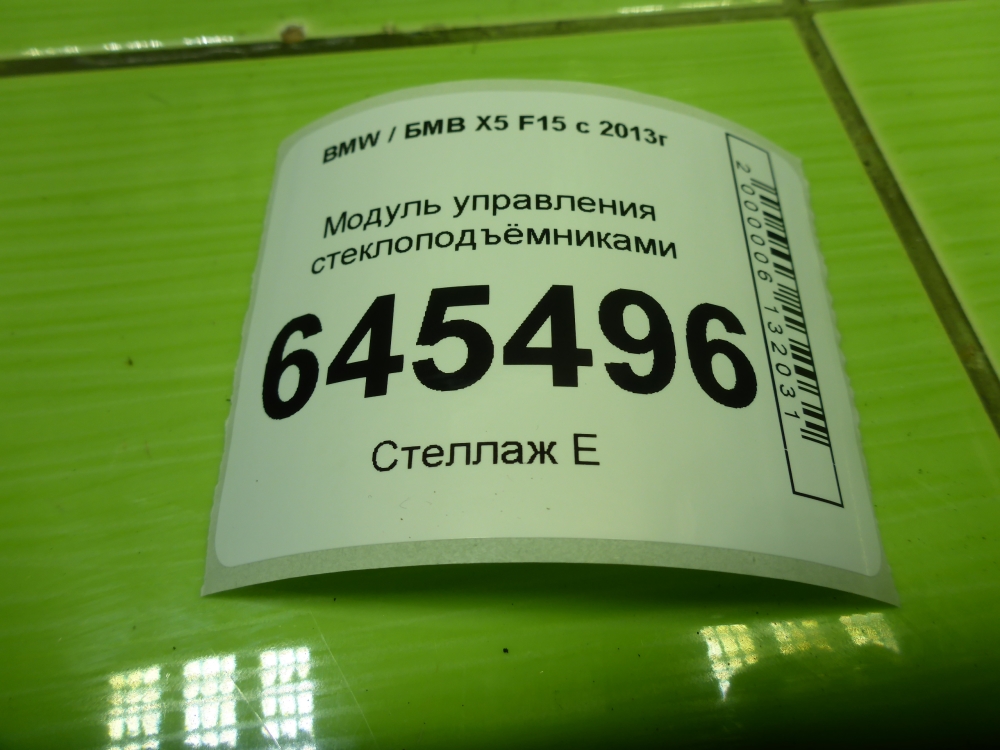 BMW / БМВ X5 F15 с 2013г
Модуль управления
стеклоподъёмниками
645496
Стеллаж Е
2000006132031